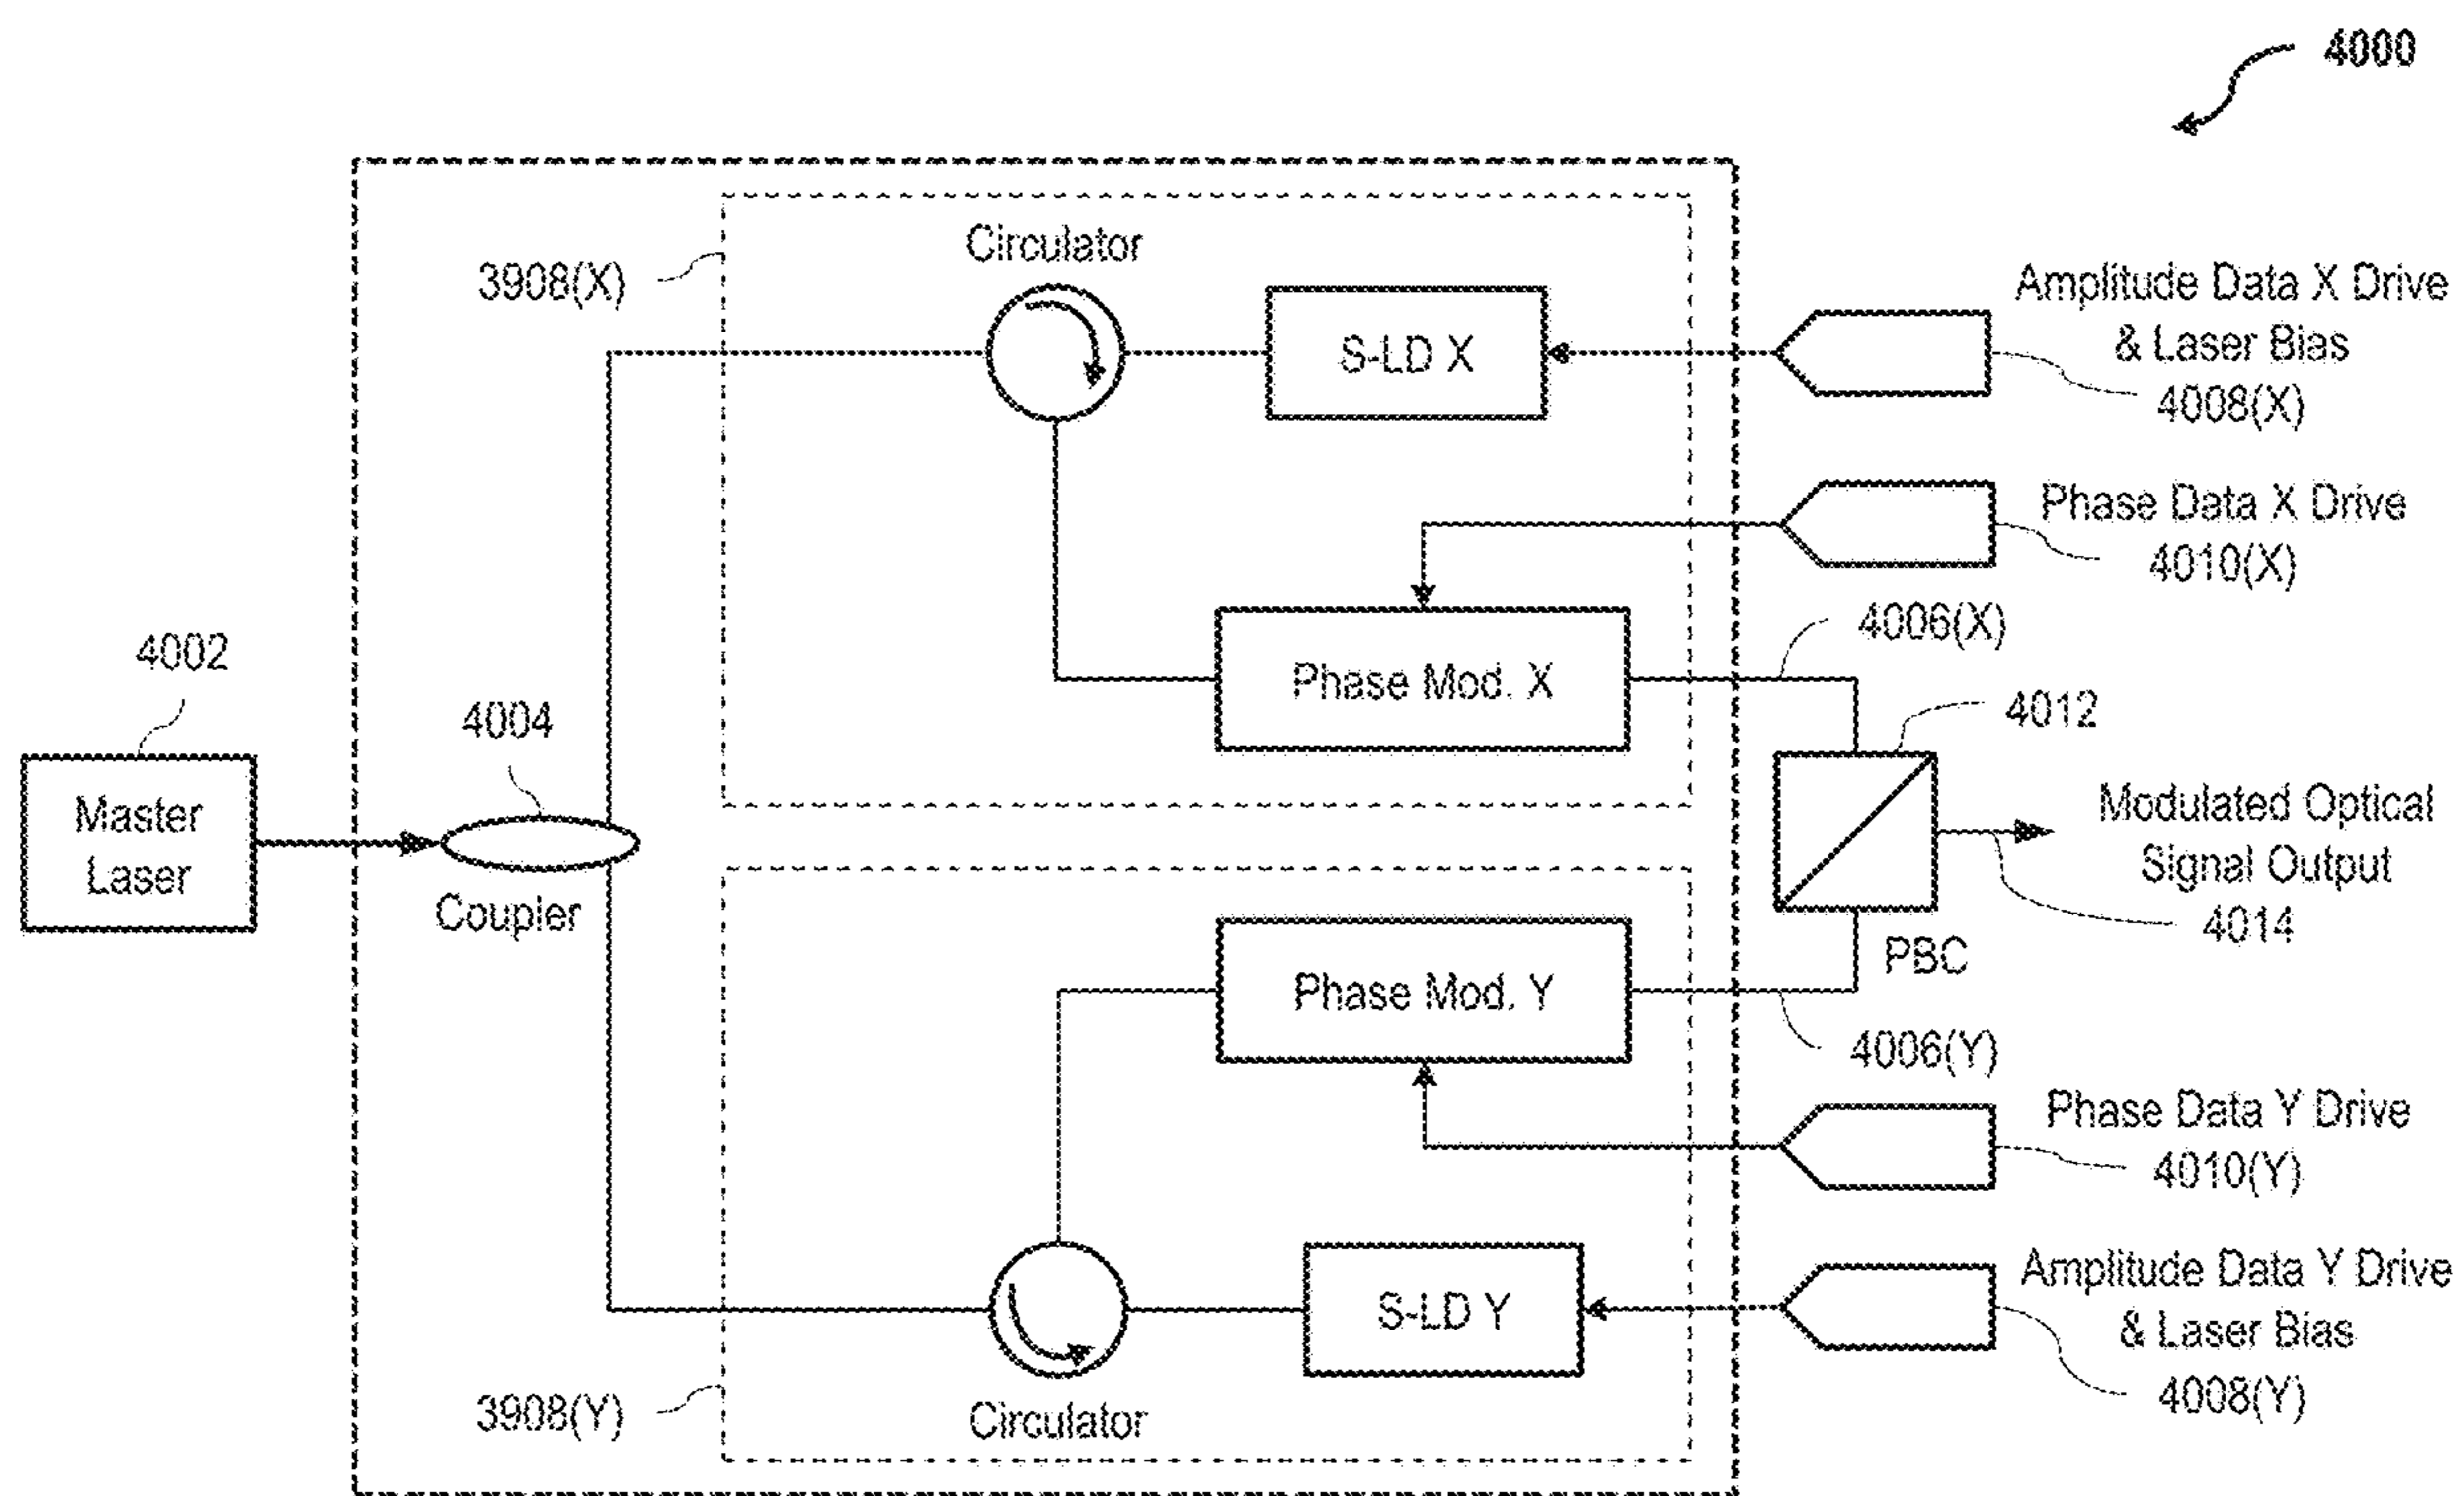 4000
3908(X)
Circulator
S-LD X
Amplitude Data X Drive
& Laser Bias
4008(X)
Phase Data X Drive
4010(X)
4006(X)
Phase Mod. X
4002
Master
Laser
4004
Coupler
4012
PBC
Modulated Optical
Signal Output
4014
Phase Mod. Y
4006(Y)
Phase Data Y Drive
4010(Y)
S-LD Y
Amplitude Data Y Drive
& Laser Bias
4008(Y)
3908(Y)
Circulator